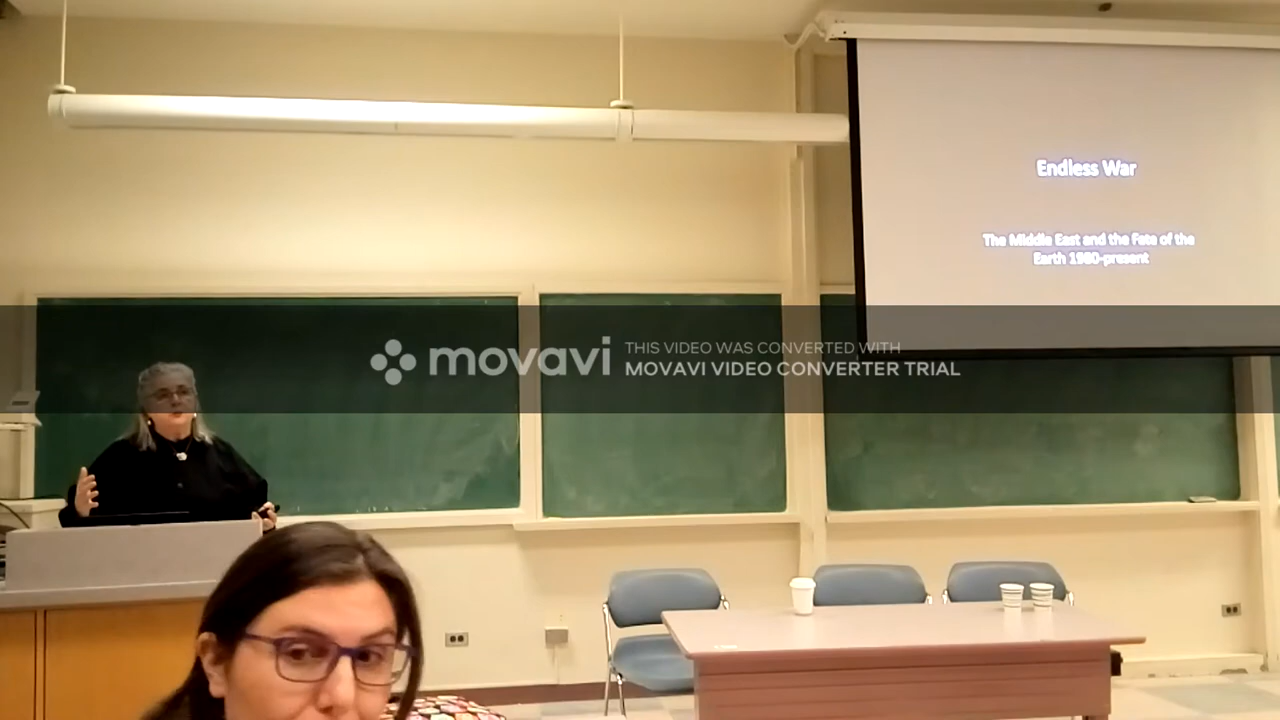 Endless War
The Middle East and the Fate of the
Earth 1980-present
movavi
THIS VIDEO WAS CONVERTED WITH
MOVAVI VIDEO CONVERTER TRIAL